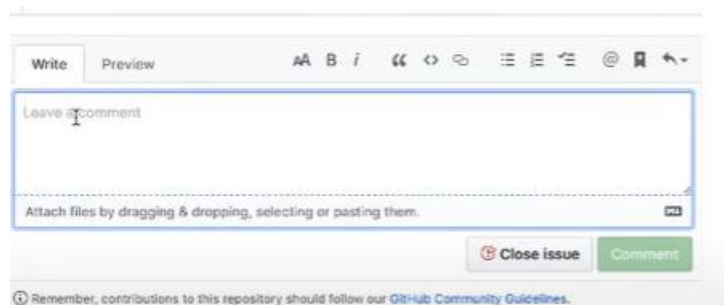 Write Preview AA B i “ <> @
Leave a comment
Attach files by dragging & dropping, selecting or pasting them.
Close issue Comment
Remember, contributions to this repository should follow our GitHub Community Guidelines.